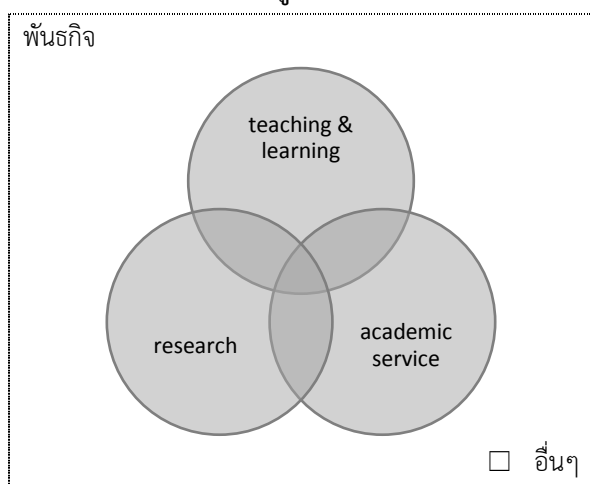 พันธกิจ
teaching &
learning
research
academic
service
☐ อื่นๆ